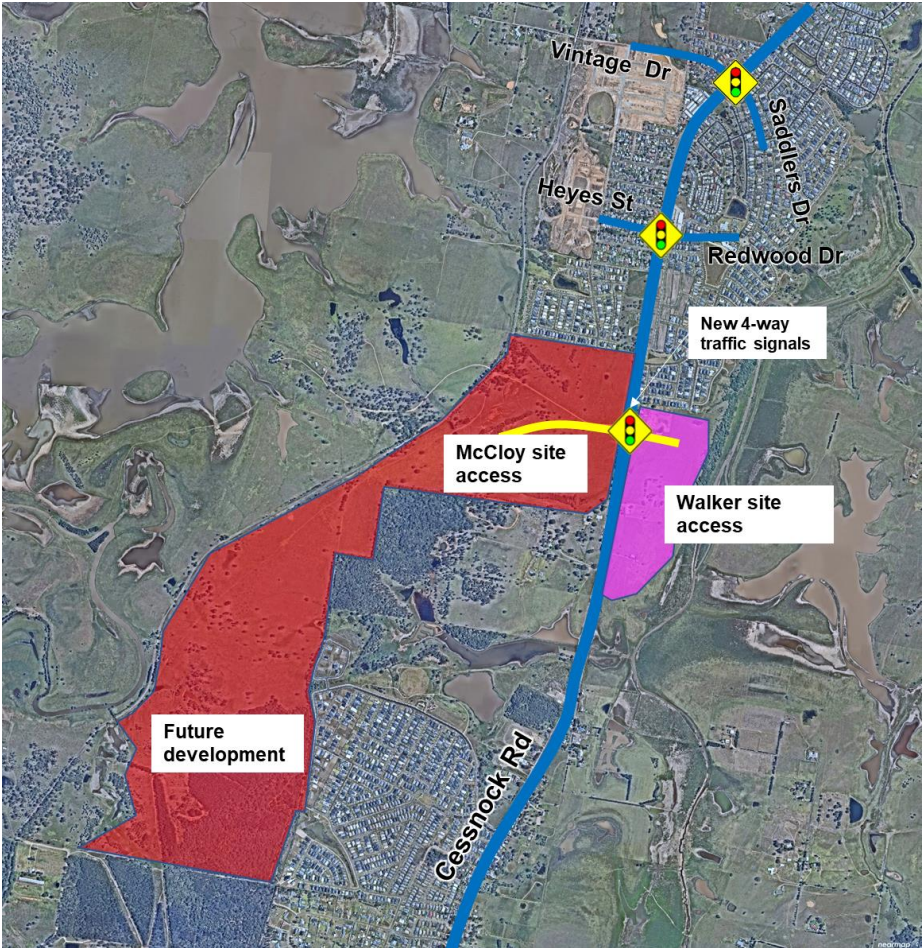 Vintage Dr
Saddlers Dr
Heyes St
Redwood Dr
New 4-way
traffic signals
McCloy site
access
Walker site
access
Future
development
Cessnock Rd
nearmap